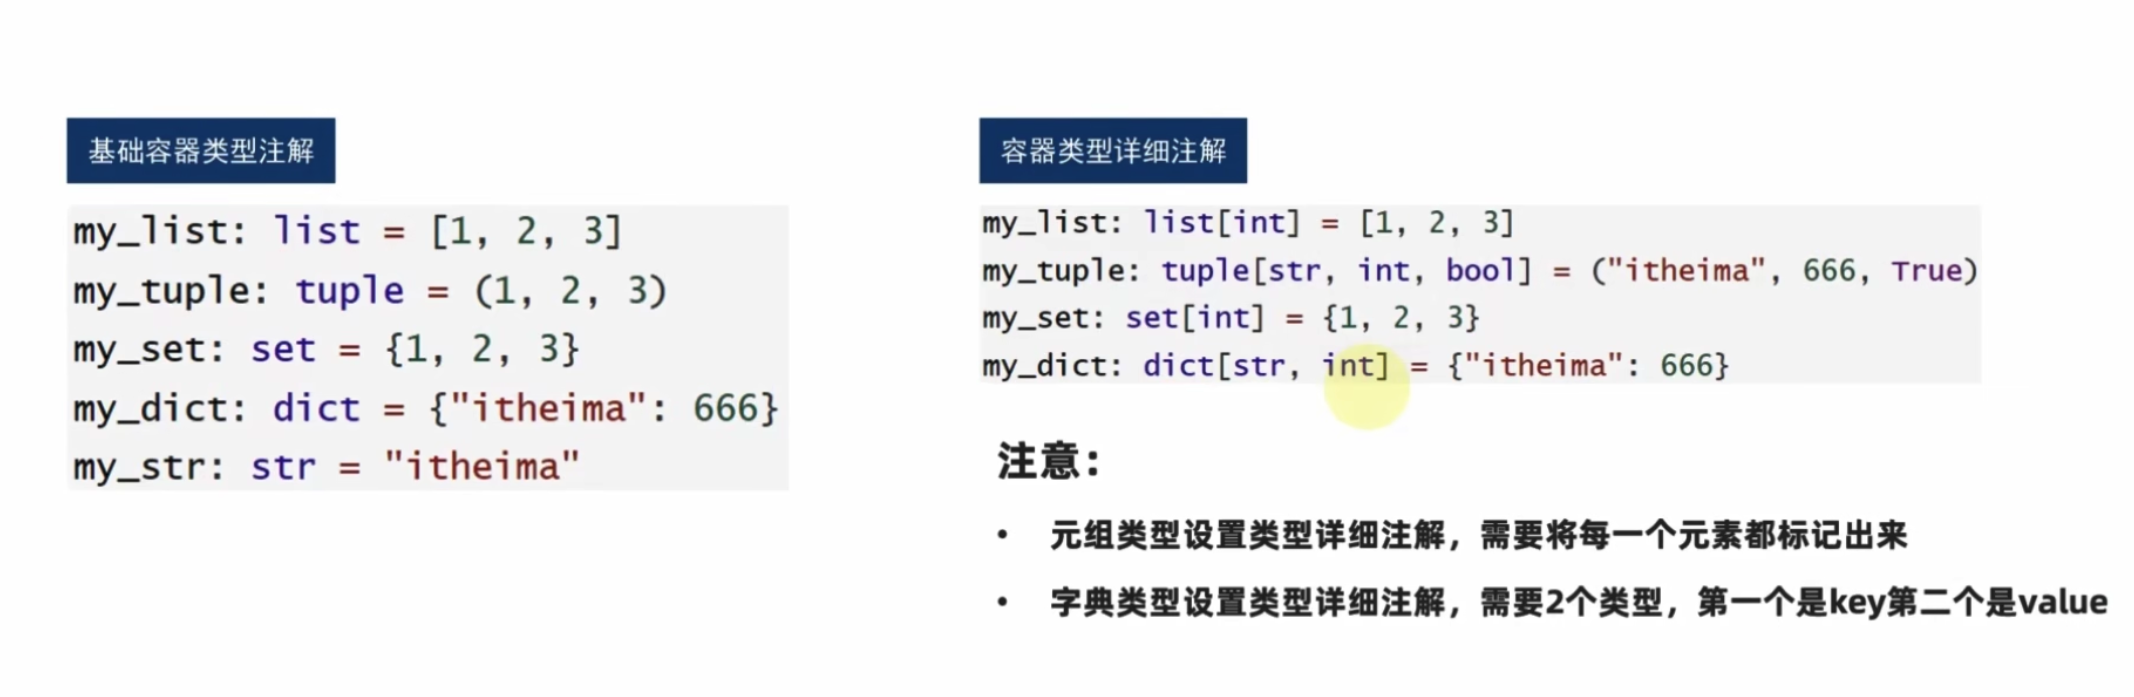 基础容器类型注解
my_list: list = [1, 2, 3]
my_tuple: tuple = (1, 2, 3)
my_set: set = {1, 2, 3}
my_dict: dict = {"itheima": 666}
my_str: str = "itheima"
容器类型详细注解
my_list: list[int] = [1, 2, 3]
my_tuple: tuple[str, int, bool] = ("itheima", 666, True)
my_set: set[int] = {1, 2, 3}
my_dict: dict[str, int] = {"itheima": 666}
注意：
• 元组类型设置类型详细注解，需要将每一个元素都标记出来
• 字典类型设置类型详细注解，需要2个类型，第一个是key第二个是value